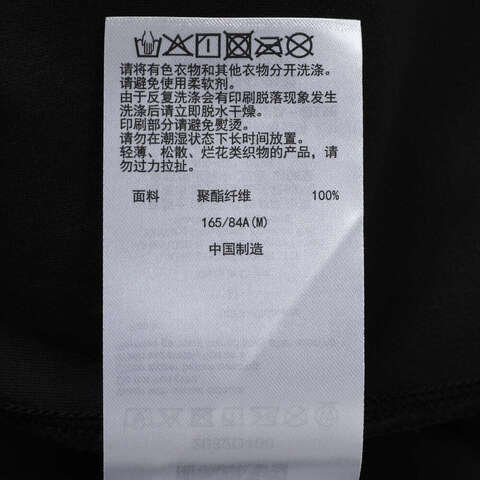 请将有色衣物和其他衣物分开洗涤。
请避免使用柔软剂。
由于反复洗涤会有印刷脱落现象发生
洗涤后请立即脱水干燥。
印刷部分请避免熨烫。
请勿在潮湿状态下长时间放置。
轻薄、松散、烂花类织物的产品，请
勿过力拉扯。
面料 聚酯纤维 100%
165/84A(M)
中国制造